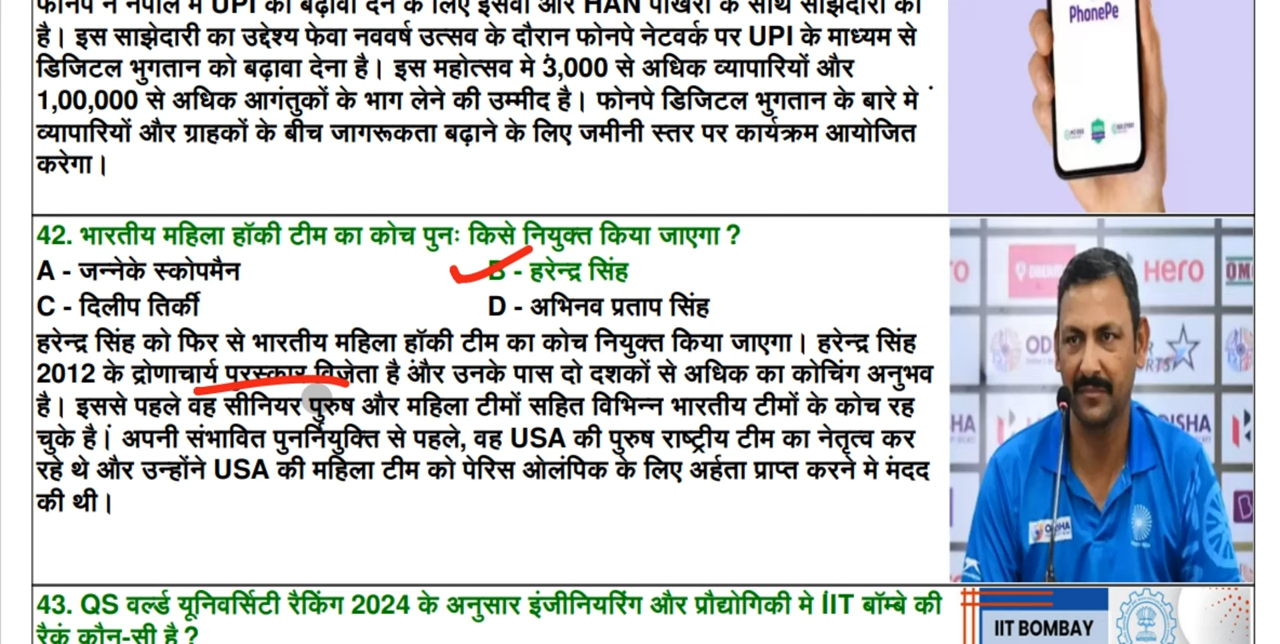 फोनपे ने नेपाल में UPI को बढ़ावा देने के लिए इसेवा और HAN पोखरा के साथ साझेदारी की
है। इस साझेदारी का उद्देश्य फेवा नववर्ष उत्सव के दौरान फोनपे नेटवर्क पर UPI के माध्यम से
डिजिटल भुगतान को बढ़ावा देना है। इस महोत्सव मे 3,000 से अधिक व्यापारियों और
1,00,000 से अधिक आगंतुकों के भाग लेने की उम्मीद है। फोनपे डिजिटल भुगतान के बारे मे
व्यापारियों और ग्राहकों के बीच जागरूकता बढ़ाने के लिए जमीनी स्तर पर कार्यक्रम आयोजित
करेगा।
PhonePe
42. भारतीय महिला हॉकी टीम का कोच पुनः किसे नियुक्त किया जाएगा ?
A - जन्नेके स्कोपमैन
B - हरेन्द्र सिंह
C - दिलीप तिर्की
D - अभिनव प्रताप सिंह
हरेन्द्र सिंह को फिर से भारतीय महिला हॉकी टीम का कोच नियुक्त किया जाएगा। हरेन्द्र सिंह
2012 के द्रोणाचार्य पुरस्कार विजेता है और उनके पास दो दशकों से अधिक का कोचिंग अनुभव
है। इससे पहले वह सीनियर पुरुष और महिला टीमों सहित विभिन्न भारतीय टीमों के कोच रह
चुके है। अपनी संभावित पुनर्नियुक्ति से पहले, वह USA की पुरुष राष्ट्रीय टीम का नेतृत्व कर
रहे थे और उन्होंने USA की महिला टीम को पेरिस ओलंपिक के लिए अर्हता प्राप्त करने मे मदद
की थी।
Hero
ODISHA
43. QS वर्ल्ड यूनिवर्सिटी रैकिंग 2024 के अनुसार इंजीनियरिंग और प्रौद्योगिकी मे IIT बॉम्बे की
रैकं कौन-सी है ?
IIT BOMBAY